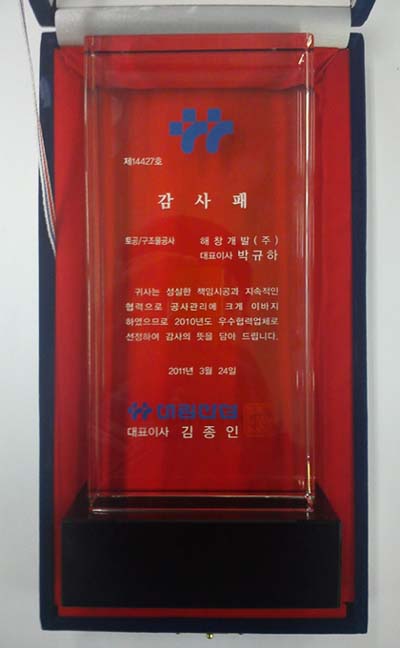 제14427호
감 사 패
토공/구조물공사 해 창 개 발 ( 주 )
대표이사 박 규 하
귀사는 성실한 책임시공과 지속적인
협력으로 공사관리에 크게 이바지
하였으므로 2010년도 우수협력업체로
선정하여 감사의 뜻을 담아 드립니다.
2011년 3월 24일
대림산업
대표이사 김 종 인